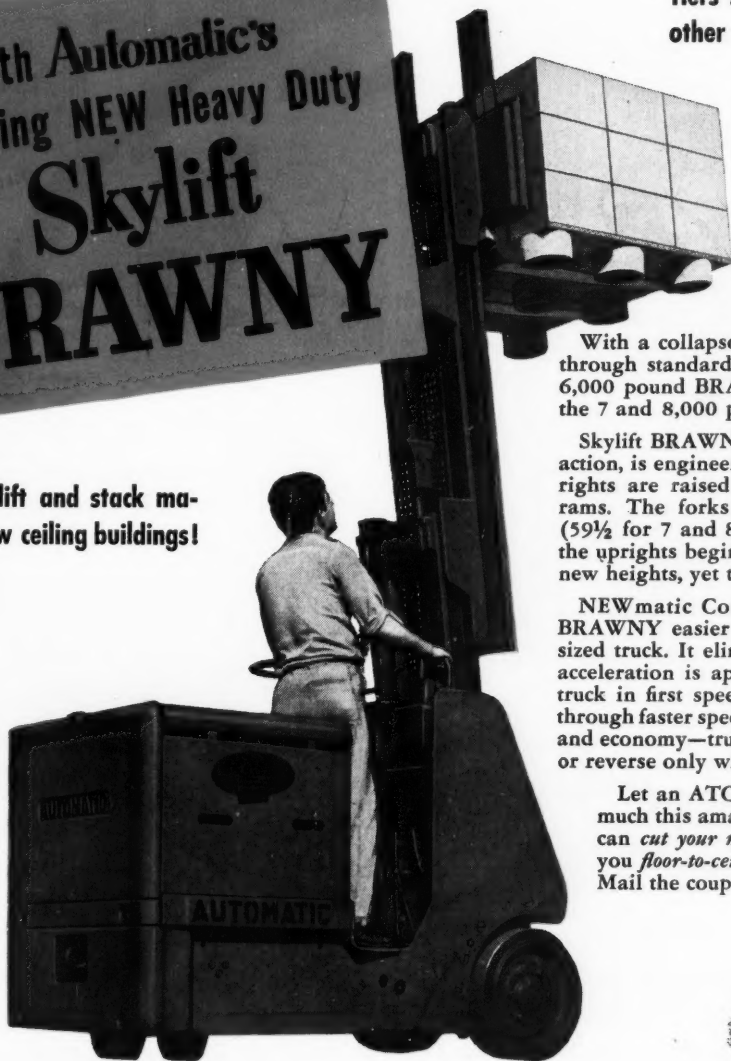 other
th Automatic's
ing NEW Heavy Duty
Skylift
RAWNY
lift and stack ma-
w ceiling buildings!
With a collapse
through standard
6,000 pound BRA
the 7 and 8,000 p
Skylift BRAWN
action, is enginee
rights are raised
rams. The forks
(59½ for 7 and 8
the uprights begin
new heights, yet t
NEWmatic Co
BRAWNY easier
sized truck. It elin
acceleration is ap
truck in first spee
through faster spee
and economy—tru
or reverse only w
Let an ATC
much this ama
can cut your r
you floor-to-ce
Mail the coup
AUTOMATIC
AUTOMATIC